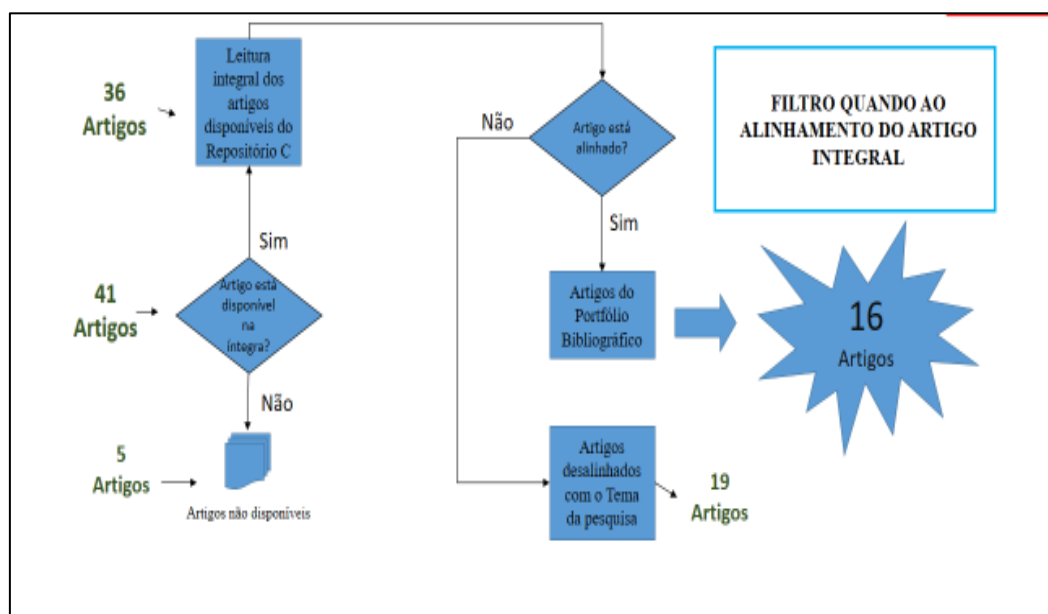 36
Artigos
Leitura
integral dos
artigos
disponíveis do
Repositório C
Sim
41
Artigos
Artigo está
disponível
na
íntegra?
Não
5
Artigos
Artigos não disponíveis
Artigo está
alinhado?
Não
Sim
Artigos do
Portfólio
Bibliográfico
Artigos
desalinhados
com o Tema
da pesquisa
19
Artigos
FILTRO QUANDO AO
ALINHAMENTO DO ARTIGO
INTEGRAL
16
Artigos